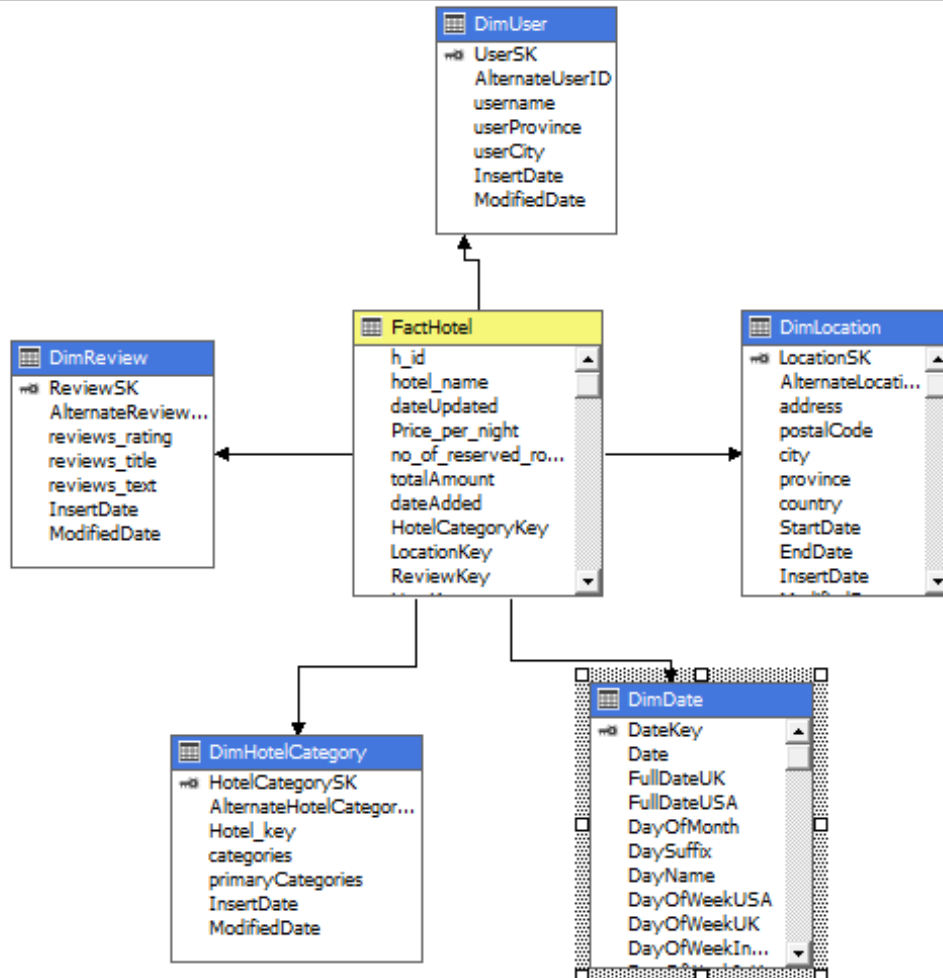 DimUser
UserSK
AlternateUserID
username
userProvince
userCity
InsertDate
ModifiedDate
FactHotel
h_id
hotel_name
dateUpdated
Price_per_night
no_of_reserved_ro...
totalAmount
dateAdded
HotelCategoryKey
LocationKey
ReviewKey
DimLocation
LocationSK
AlternateLocati...
address
postalCode
city
province
country
StartDate
EndDate
InsertDate
DimReview
ReviewSK
AlternateReview...
reviews_rating
reviews_title
reviews_text
InsertDate
ModifiedDate
DimHotelCategory
HotelCategorySK
AlternateHotelCategor...
Hotel_key
categories
primaryCategories
InsertDate
ModifiedDate
DimDate
DateKey
Date
FullDateUK
FullDateUSA
DayOfMonth
DaySuffix
DayName
DayOfWeekUSA
DayOfWeekUK
DayOfWeekIn...